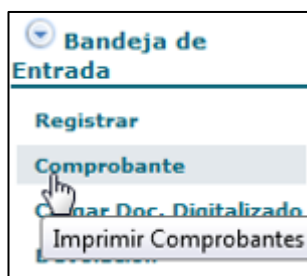 Bandeja de
Entrada
Registrar
Comprobante
Doc. Digitalizado
Imprimir Comprobantes